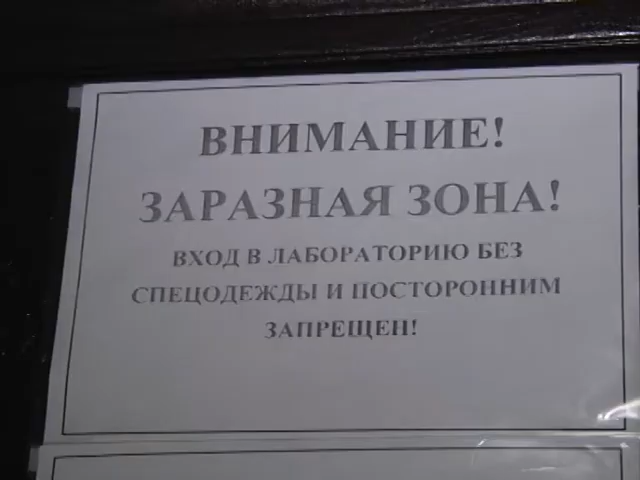 ВНИМАНИЕ!
ЗАРАЗНАЯ ЗОНА!
ВХОД В ЛАБОРАТОРИЮ БЕЗ
СПЕЦОДЕЖДЫ И ПОСТОРОННИМ
ЗАПРЕЩЕН!